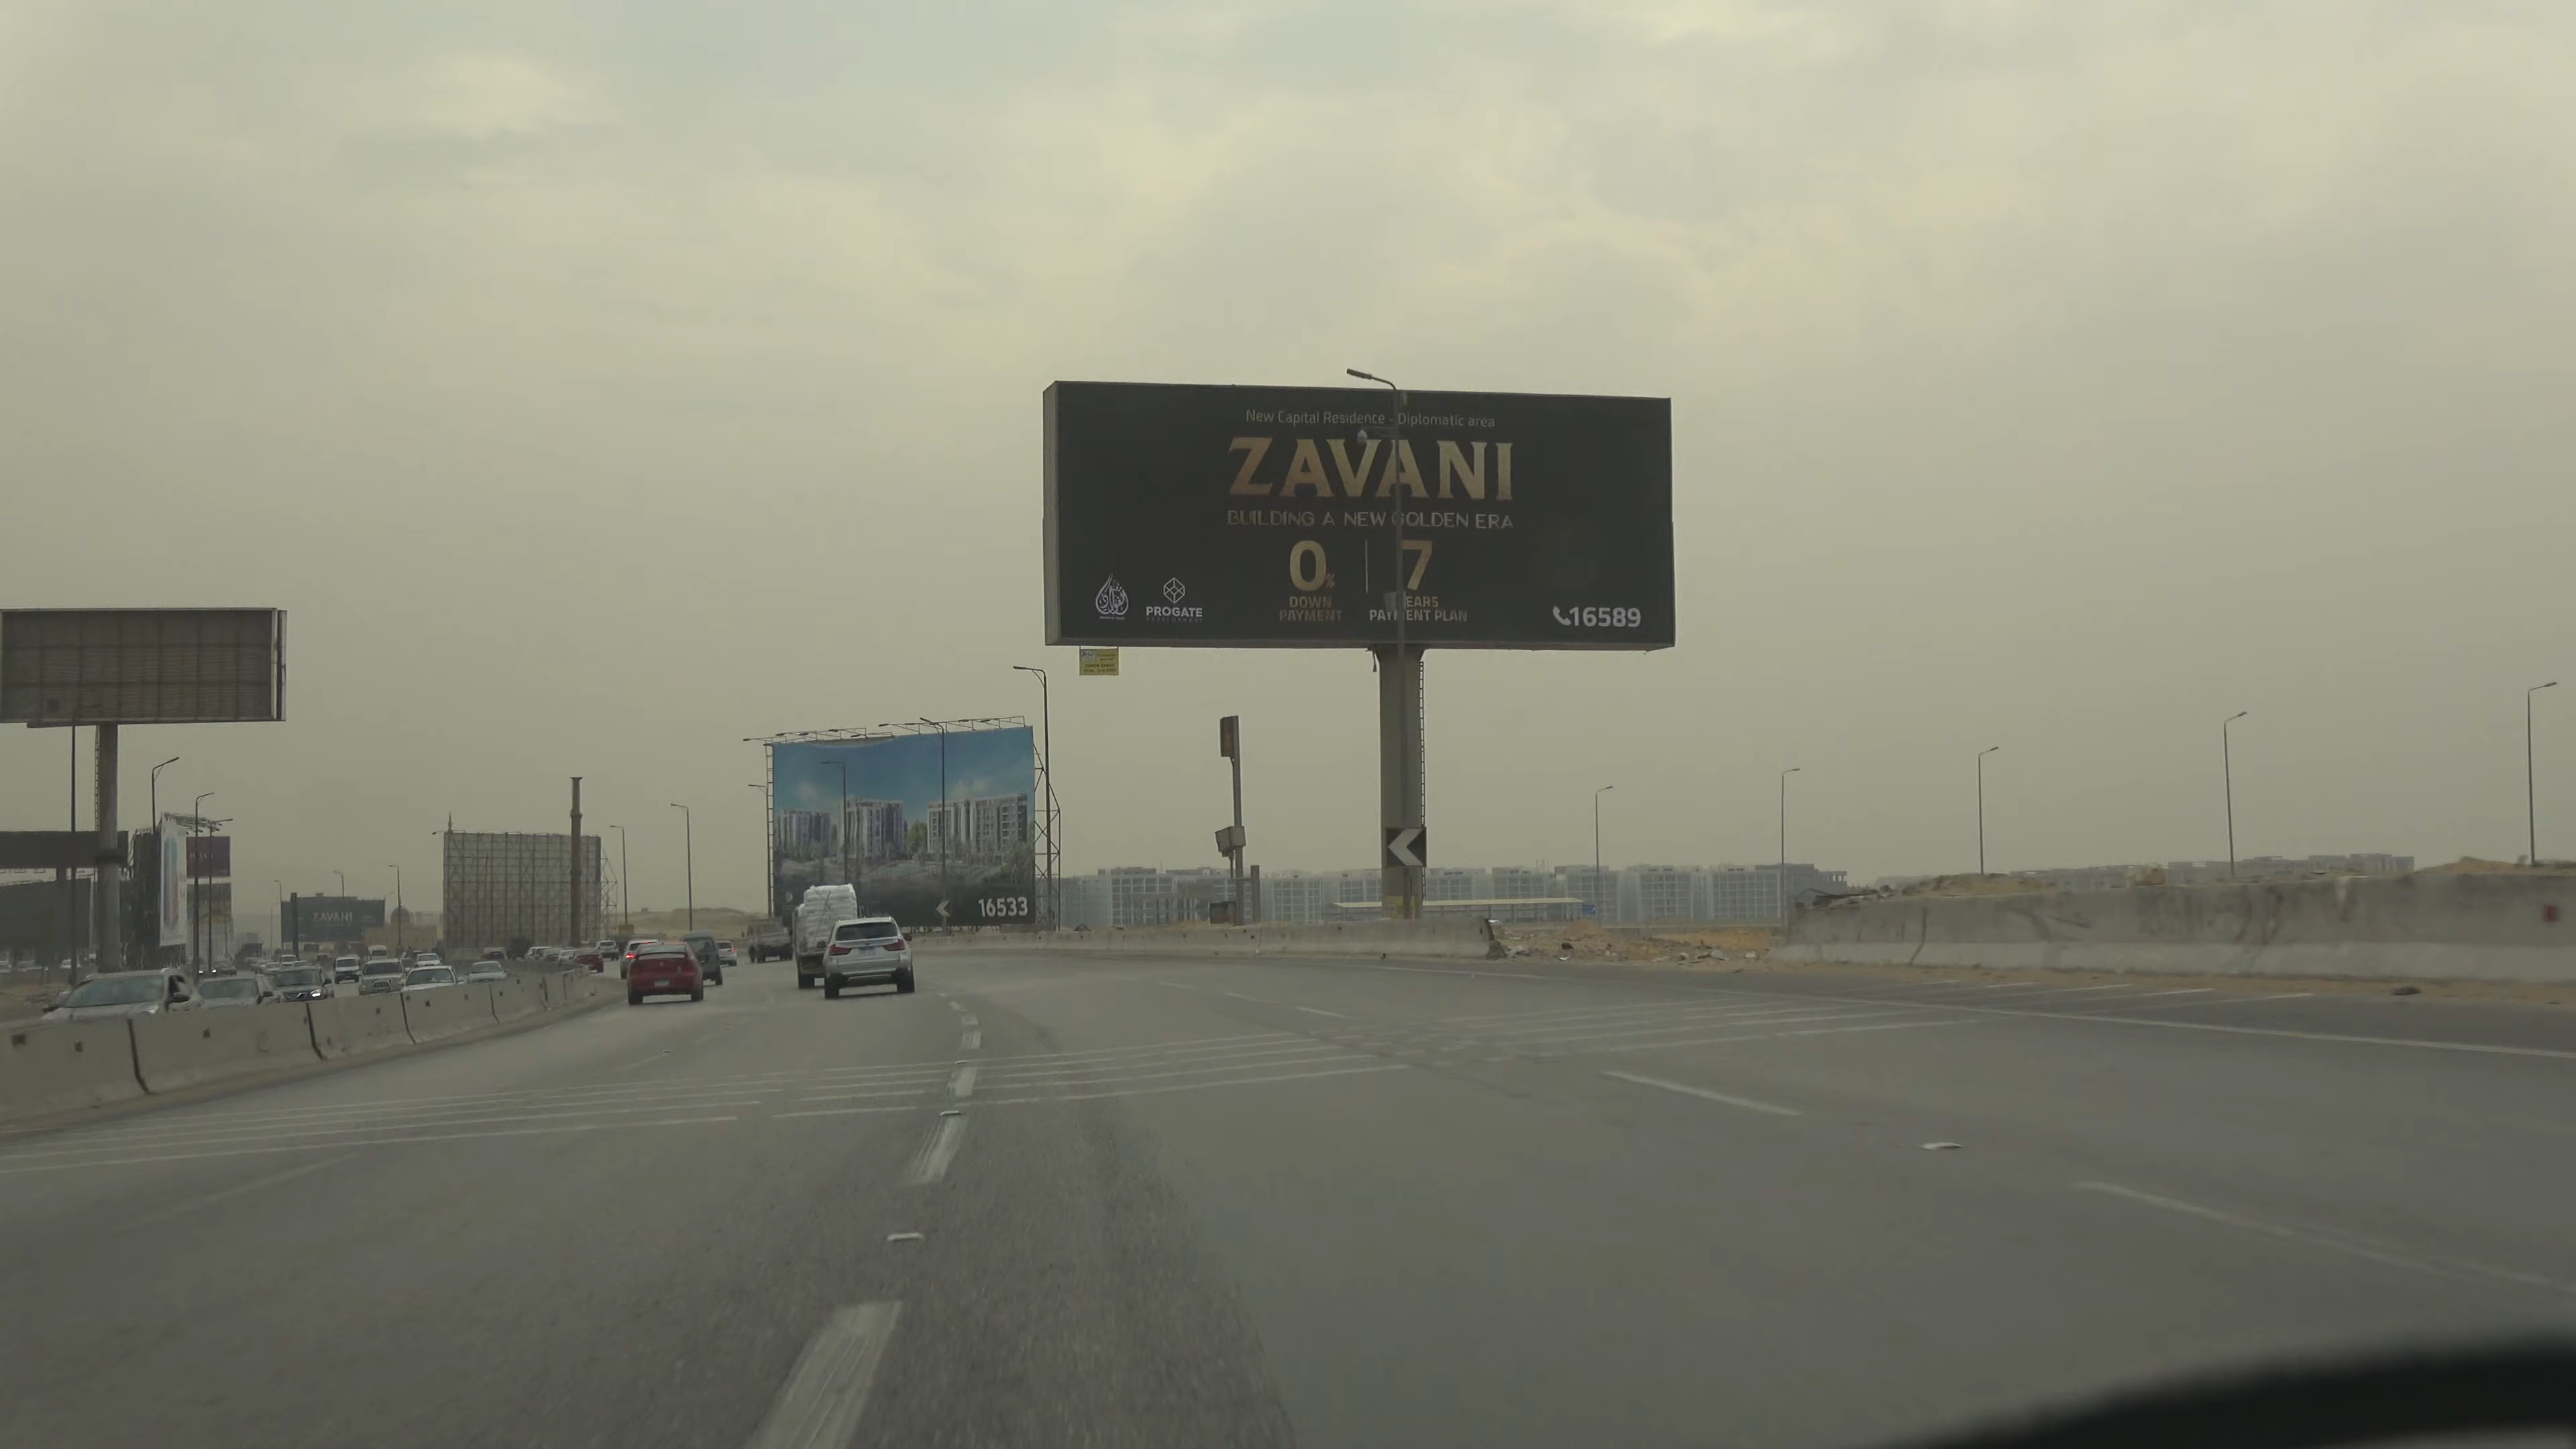 New Capital Residence - Diplomatic area
ZAVANI
BUILDING A NEW GOLDEN ERA
0%
DOWN
PAYMENT
7
YEARS
PAYMENT PLAN
PROGATE
DEVELOPMENT
16589
16533
ZAVANI